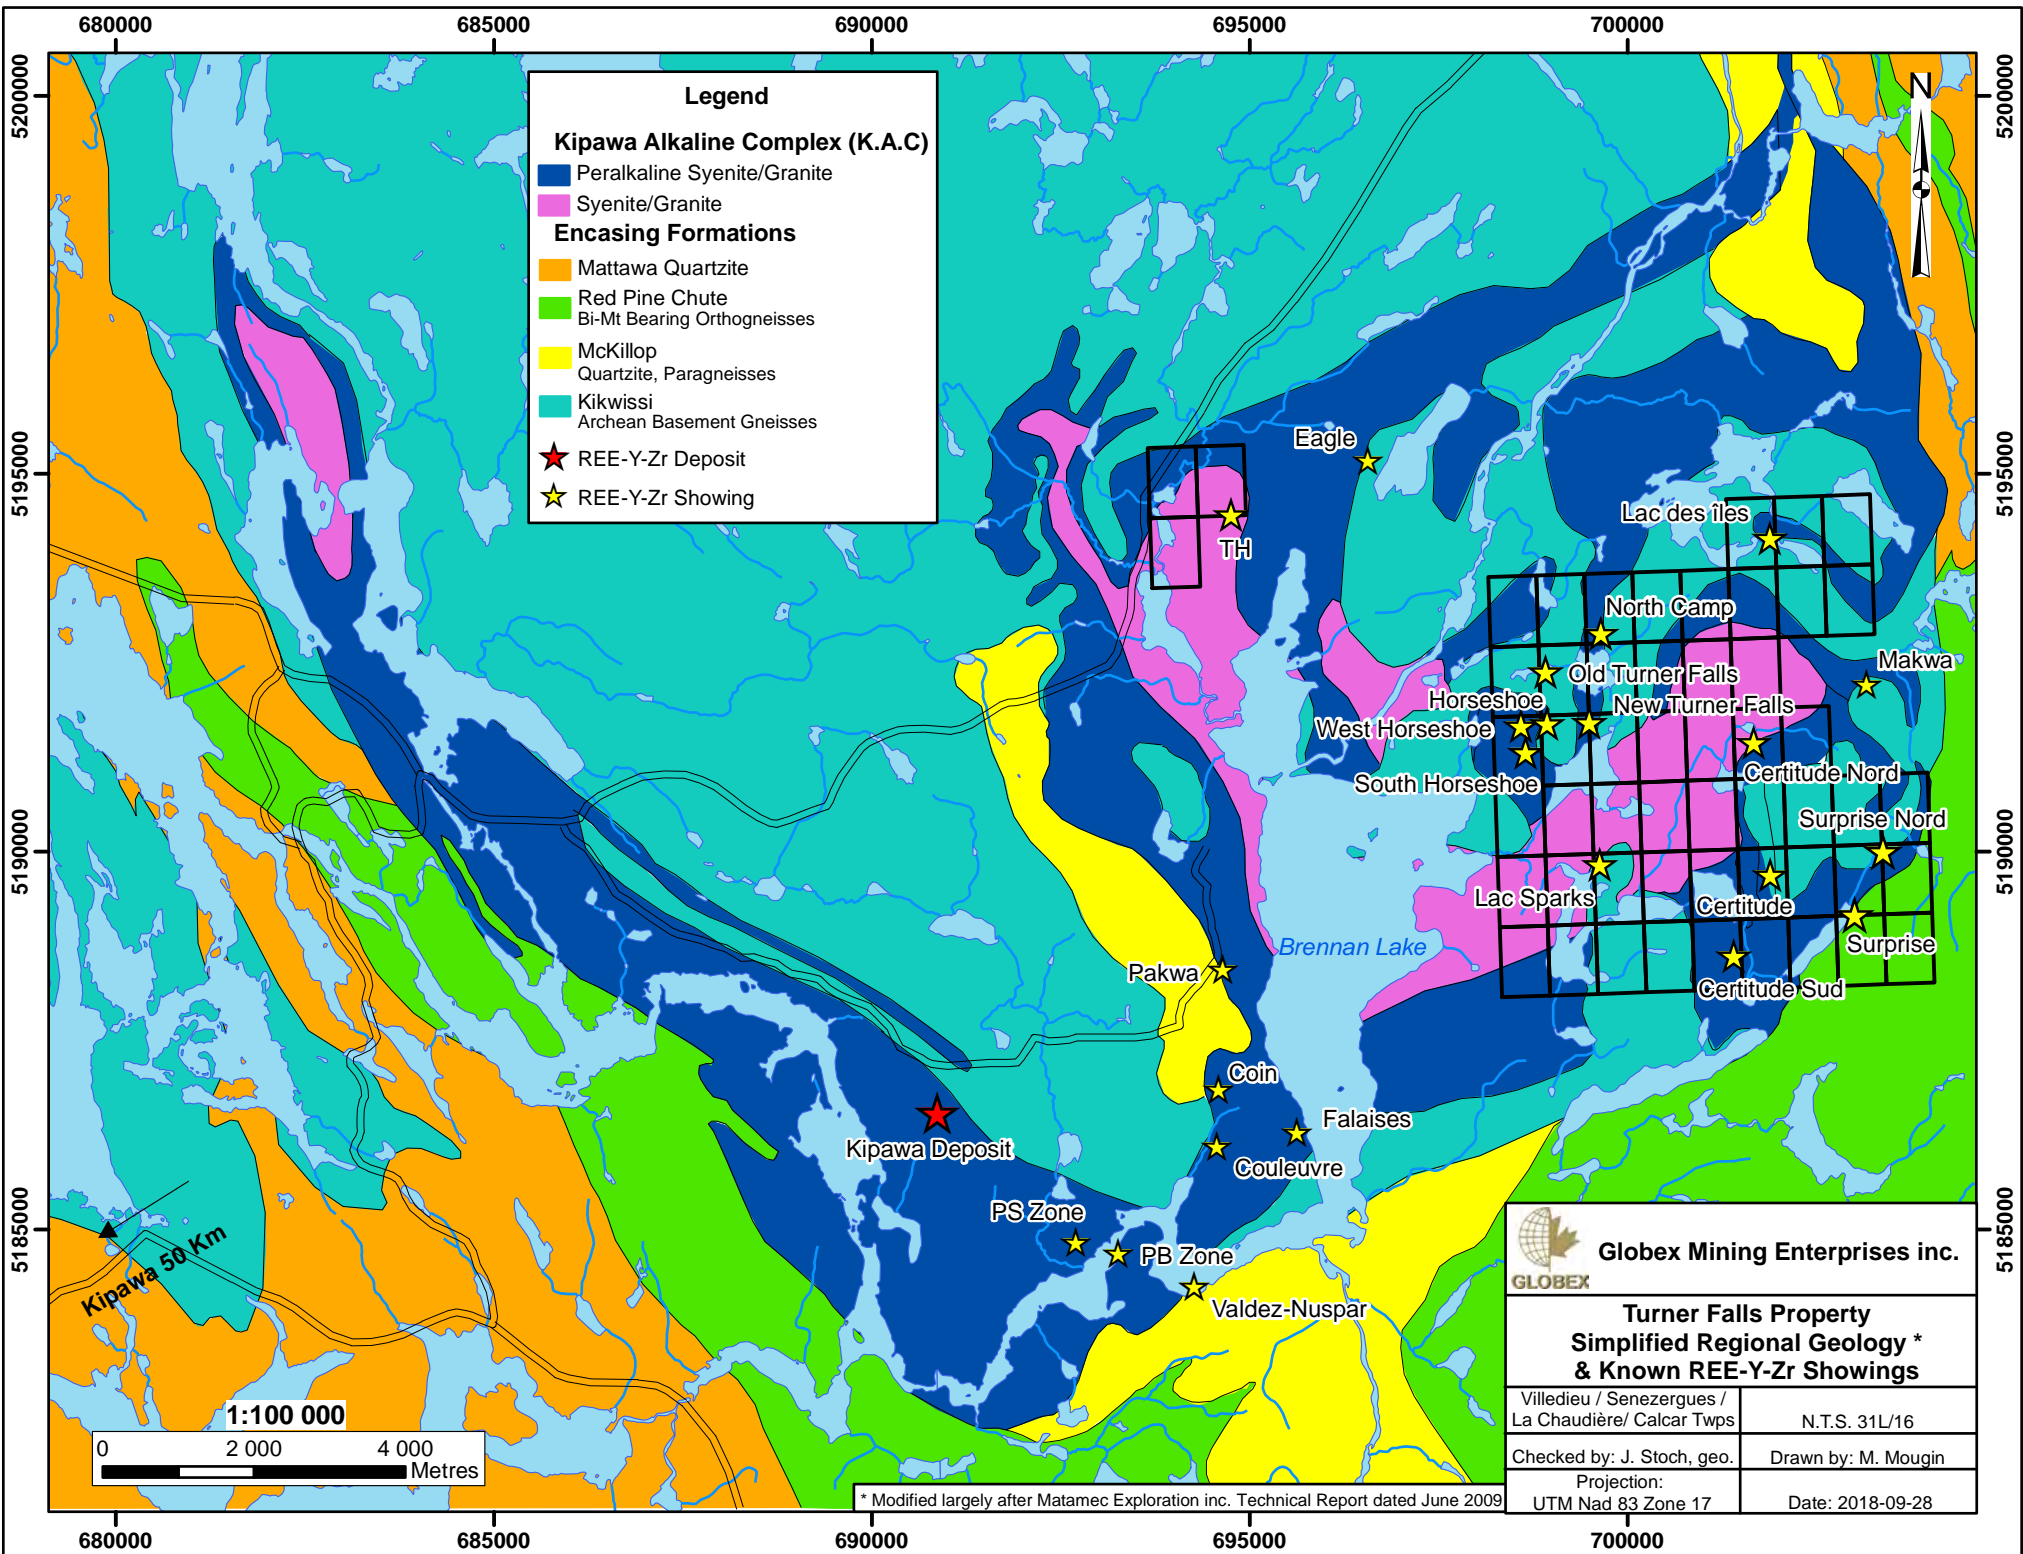 680000
685000
690000
695000
700000
5200000
5200000
N
Legend
Kipawa Alkaline Complex (K.A.C)
Peralkaline Syenite/Granite
Syenite/Granite
Encasing Formations
Mattawa Quartzite
Red Pine Chute
Bi-Mt Bearing Orthogneisses
McKillop
Quartzite, Paragneisses
Kikwissi
Archean Basement Gneisses
REE-Y-Zr Deposit
REE-Y-Zr Showing
5195000
5195000
Eagle
TH
Lac des îles
North Camp
Makwa
Old Turner Falls
Horseshoe
New Turner Falls
West Horseshoe
South Horseshoe
Certitude Nord
Surprise Nord
5190000
5190000
Lac Sparks
Certitude
Surprise
Brennan Lake
Pakwa
Certitude Sud
Coin
Falaises
Kipawa Deposit
Couleuvre
PS Zone
PB Zone
Valdez-Nuspar
5185000
5185000
Kipawa 50 Km
1:100 000
0 2 000 4 000
Metres
GLOBEX
Globex Mining Enterprises inc.
Turner Falls Property
Simplified Regional Geology *
& Known REE-Y-Zr Showings
Villedieu / Senezergues /
La Chaudière/ Calcar Twps
N.T.S. 31L/16
Checked by: J. Stoch, geo.
Drawn by: M. Mougin
Projection:
UTM Nad 83 Zone 17
Date: 2018-09-28
* Modified largely after Matamec Exploration inc. Technical Report dated June 2009
680000
685000
690000
695000
700000